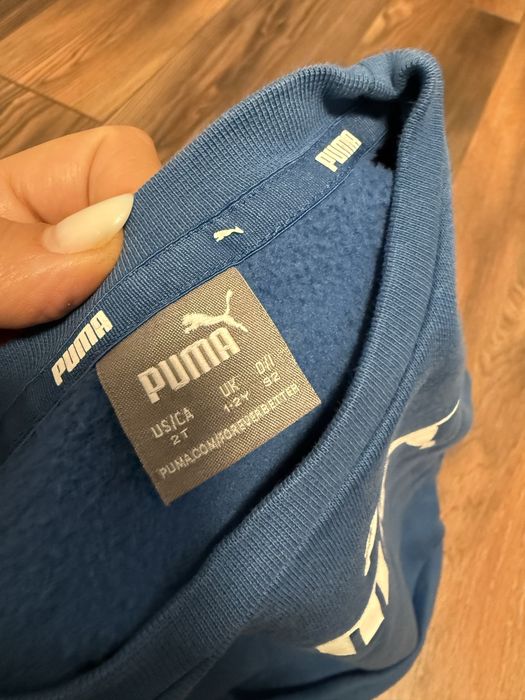 PUMA
PUMA
PUMA
US/CA UK D/I
2T 1-2Y 92
PUMA.COM/FOREVERBETTER